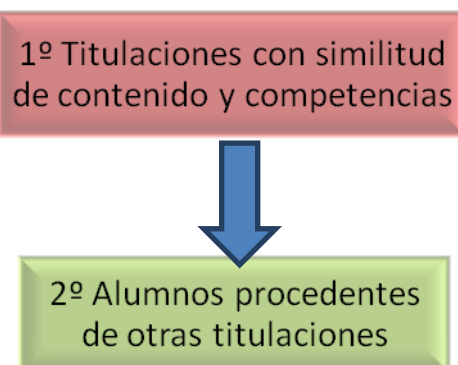 1º Titulaciones con similitud
de contenido y competencias
2º Alumnos procedentes
de otras titulaciones